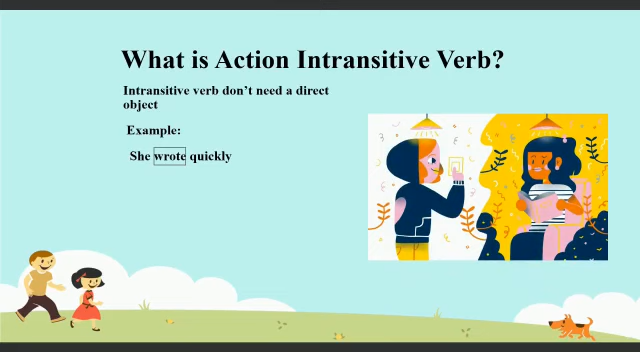 What is Action Intransitive Verb?
Intransitive verb don't need a direct
object
Example:
She wrote quickly